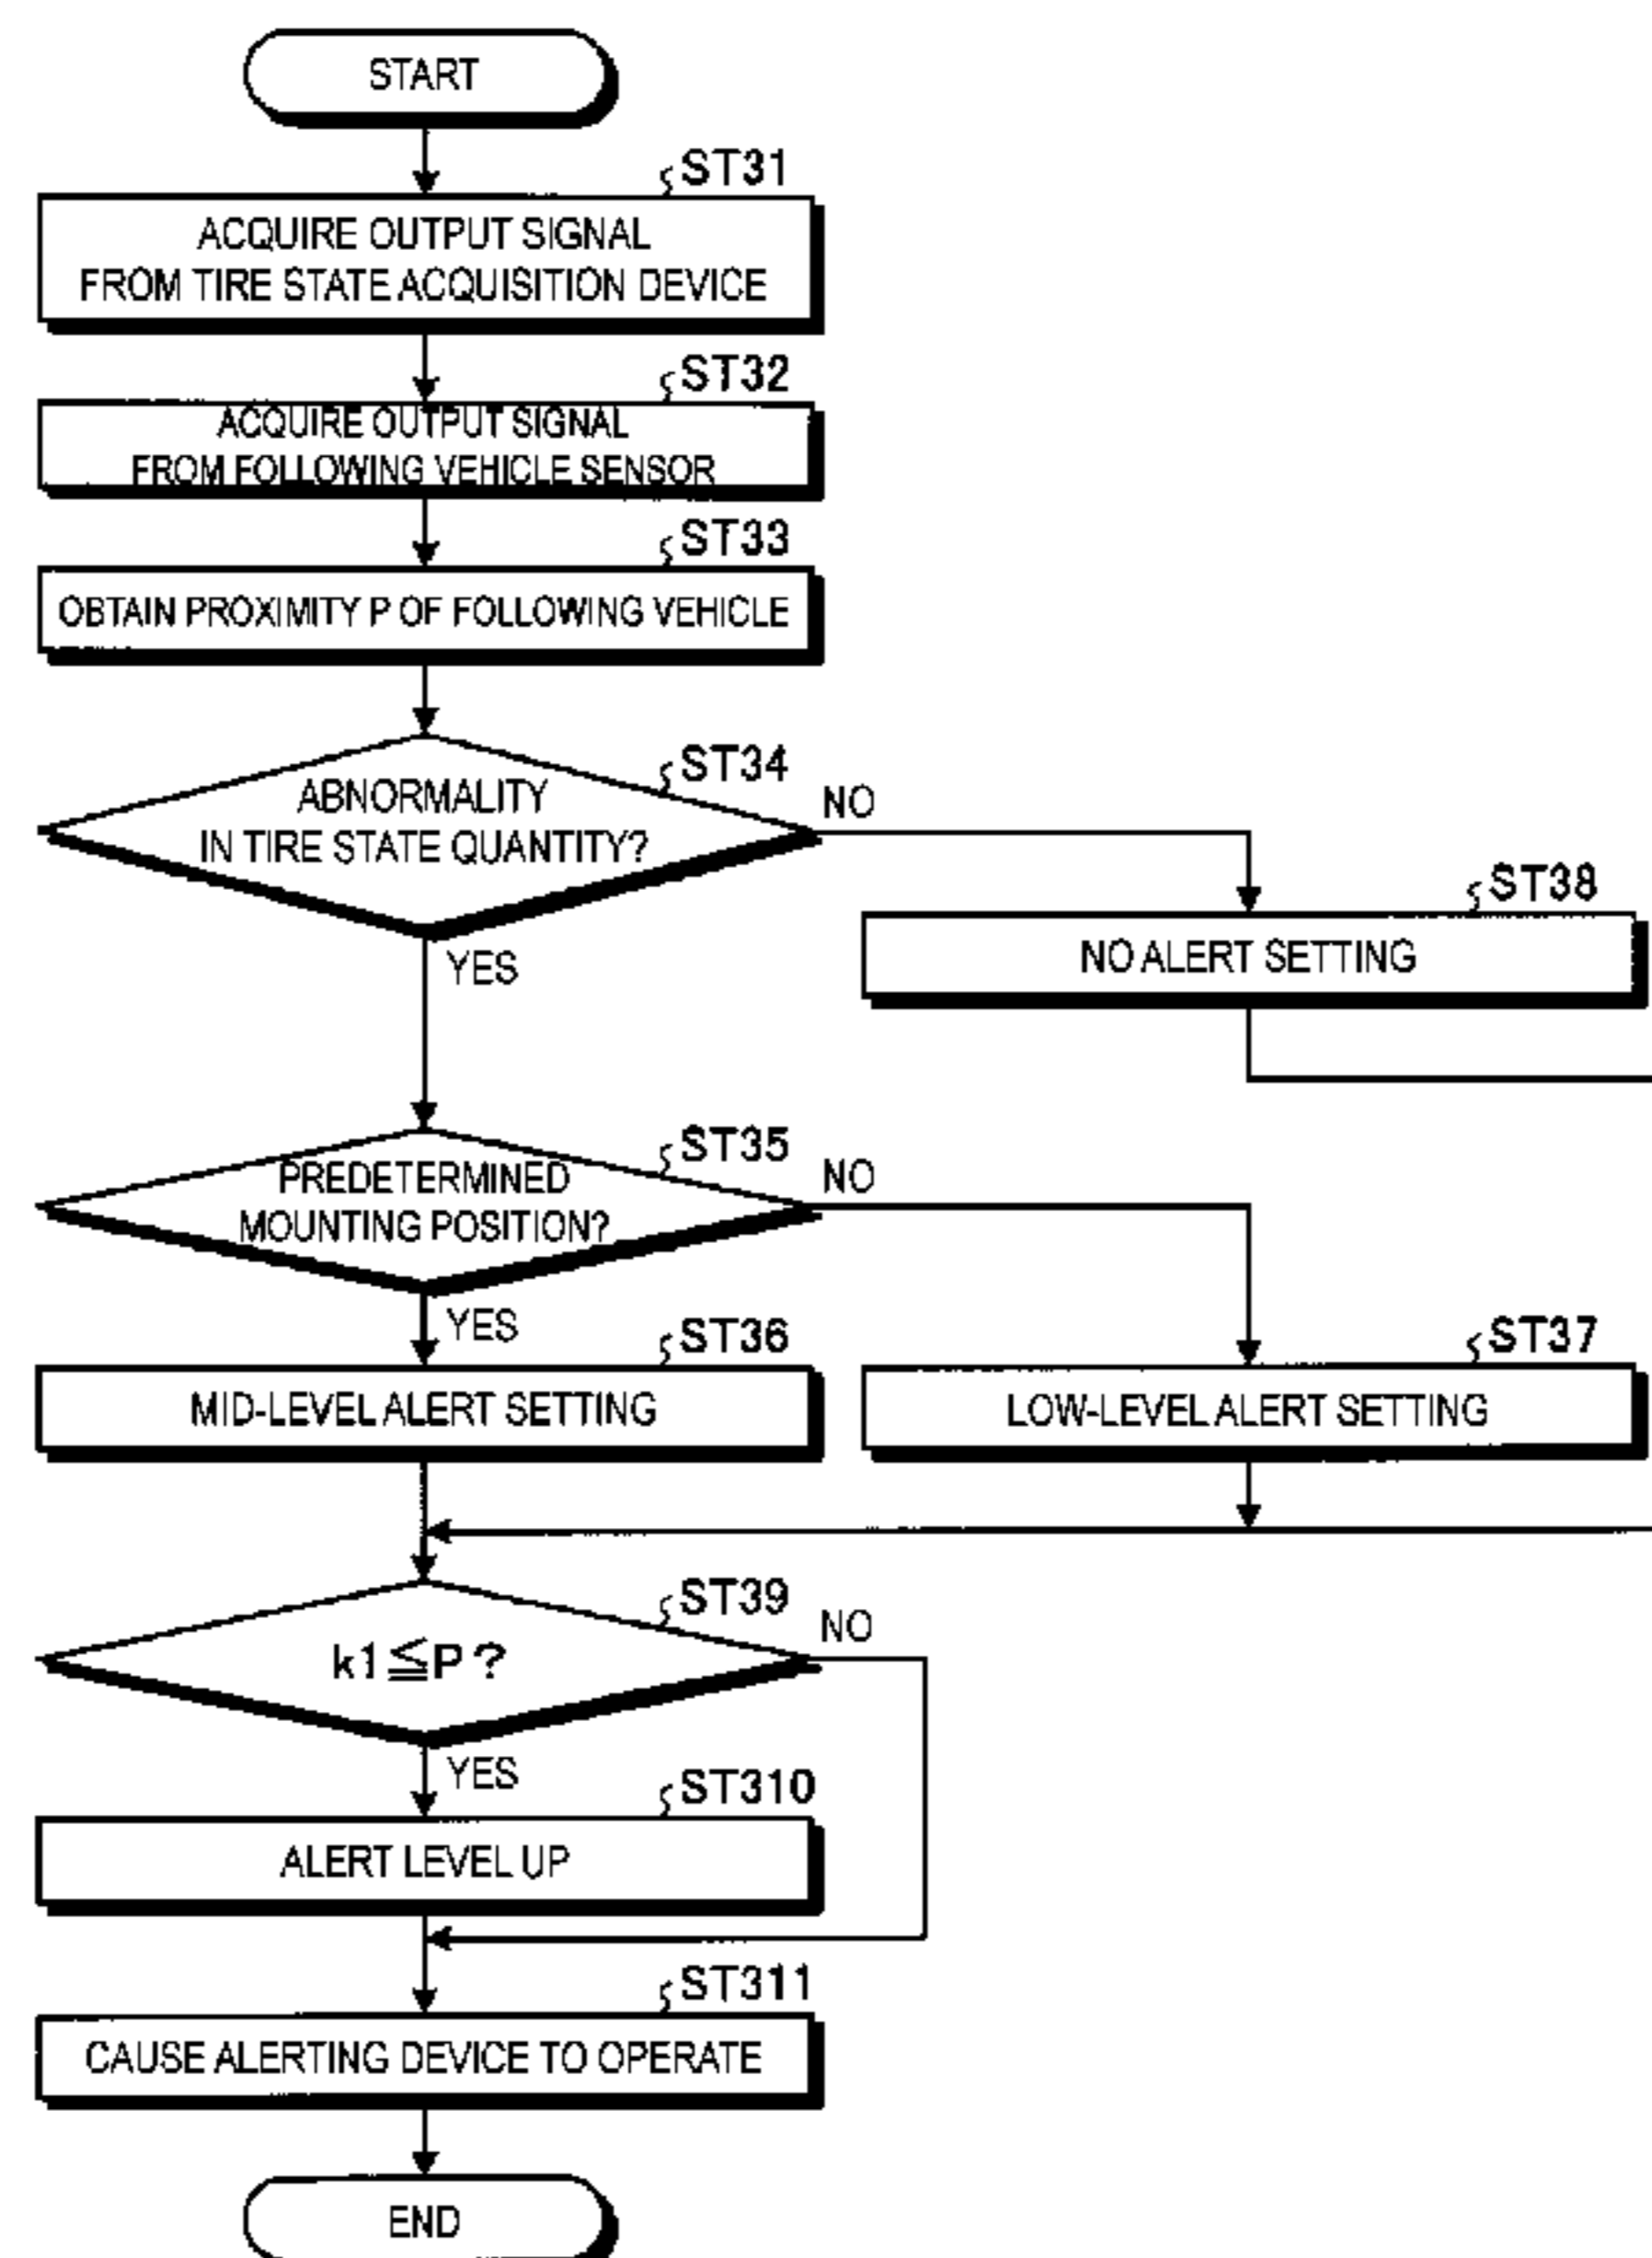 START
ST31
ACQUIRE OUTPUT SIGNAL
FROM TIRE STATE ACQUISITION DEVICE
ST32
ACQUIRE OUTPUT SIGNAL
FROM FOLLOWING VEHICLE SENSOR
ST33
OBTAIN PROXIMITY P OF FOLLOWING VEHICLE
ST34
ABNORMALITY
IN TIRE STATE QUANTITY?
NO
YES
ST38
NO ALERT SETTING
ST35
PREDETERMINED
MOUNTING POSITION?
NO
YES
ST36
MID-LEVEL ALERT SETTING
ST37
LOW-LEVEL ALERT SETTING
ST39
k1≦P?
NO
YES
ST310
ALERT LEVEL UP
ST311
CAUSE ALERTING DEVICE TO OPERATE
END